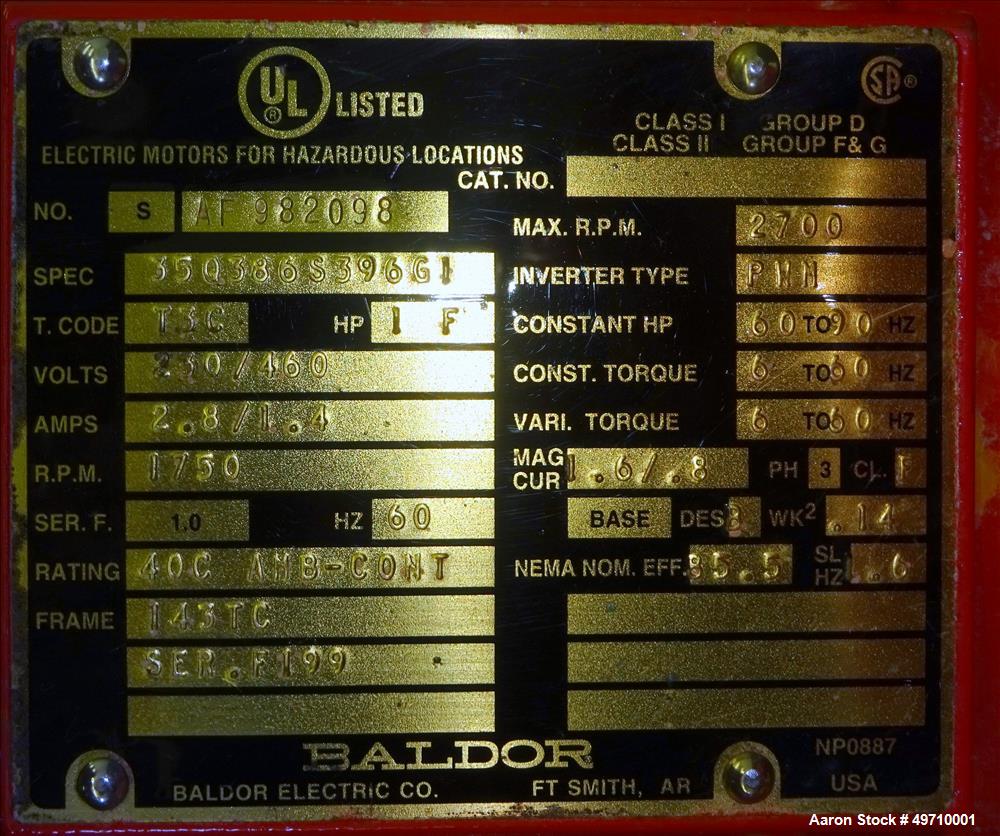 UL® LISTED
SA®
CLASS I GROUP D
CLASS II GROUP F & G
ELECTRIC MOTORS FOR HAZARDOUS LOCATIONS
CAT. NO.
NO. S AF 982098
MAX. R.P.M. 2700
SPEC 35Q386S396G1
INVERTER TYPE PWM
T. CODE T3C HP 1 F
CONSTANT HP 60 TO 90 HZ
VOLTS 230/460
CONST. TORQUE 6 TO 60 HZ
AMPS 2.8/1.4
VARI. TORQUE 6 TO 60 HZ
R.P.M. 1750
MAG CUR 1.6/.8 PH 3 CL. F
SER. F. 1.0 HZ 60
BASE DES B WK2 .14
RATING 40C AMB-CONT
NEMA NOM. EFF. 85.5 SL HZ 1.6
FRAME 143TC
SER.F199
BALDOR
NP0887
BALDOR ELECTRIC CO. FT SMITH, AR USA
Aaron Stock # 49710001